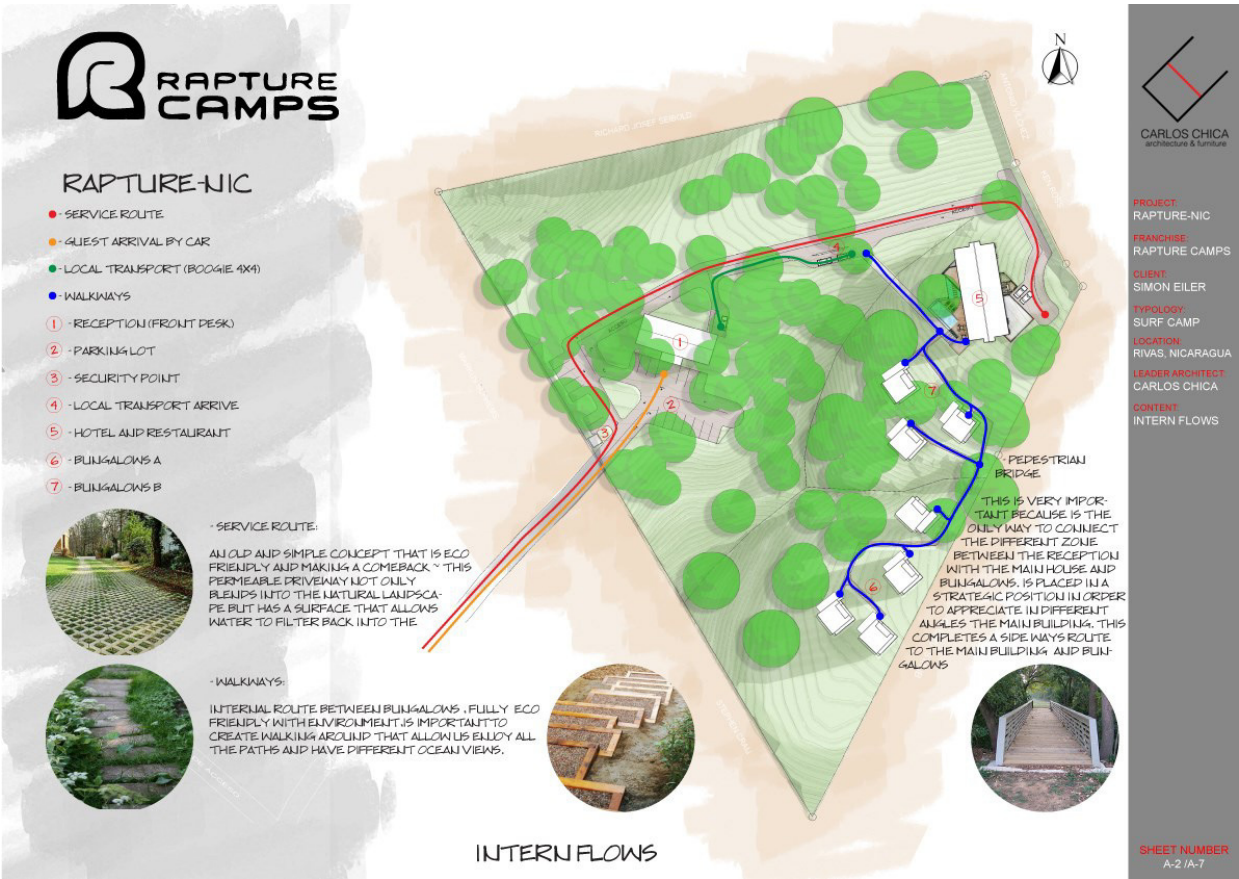 RAPTURE
CAMPS
RAPTURE-NIC
- SERVICE ROUTE
- GUEST ARRIVAL BY CAR
- LOCAL TRANSPORT (BOOGIE 4X4)
- WALKWAYS
1 - RECEPTION (FRONT DESK)
2 - PARKING LOT
3 - SECURITY POINT
4 - LOCAL TRANSPORT ARRIVE
5 - HOTEL AND RESTAURANT
6 - BUNGALOWS A
7 - BUNGALOWS B
- SERVICE ROUTE:
AN OLD AND SIMPLE CONCEPT THAT IS ECO
FRIENDLY AND MAKING A COMEBACK ~ THIS
PERMEABLE DRIVEWAY NOT ONLY
BLENDS INTO THE NATURAL LANDSCA-
PE BUT HAS A SURFACE THAT ALLOWS
WATER TO FILTER BACK INTO THE
- WALKWAYS:
INTERNAL ROUTE BETWEEN BUNGALOWS , FULLY ECO
FRIENDLY WITH ENVIRONMENT.IS IMPORTANT TO
CREATE WALKING AROUND THAT ALLOW US ENJOY ALL
THE PATHS AND HAVE DIFFERENT OCEAN VIEWS.
N
RICHARD JOSEF SEIBOLD
4
5
1
7
2
3
6
- PEDESTRIAN
BRIDGE
THIS IS VERY IMPOR-
TANT BECAUSE IS THE
ONLY WAY TO CONNECT
THE DIFFERENT ZONE
BETWEEN THE RECEPTION
WITH THE MAIN HOUSE AND
BUNGALOWS. IS PLACED IN A
STRATEGIC POSITION IN ORDER
TO APPRECIATE IN DIFFERENT
ANGLES THE MAIN BUILDING. THIS
COMPLETES A SIDE WAYS ROUTE
TO THE MAIN BUILDING AND BUN-
GALOWS
INTERN FLOWS
CARLOS CHICA
architecture & furniture
PROJECT:
RAPTURE-NIC
FRANCHISE:
RAPTURE CAMPS
CLIENT:
SIMON EILER
TYPOLOGY:
SURF CAMP
LOCATION:
RIVAS, NICARAGUA
LEADER ARCHITECT:
CARLOS CHICA
CONTENT:
INTERN FLOWS
SHEET NUMBER
A-2 /A-7